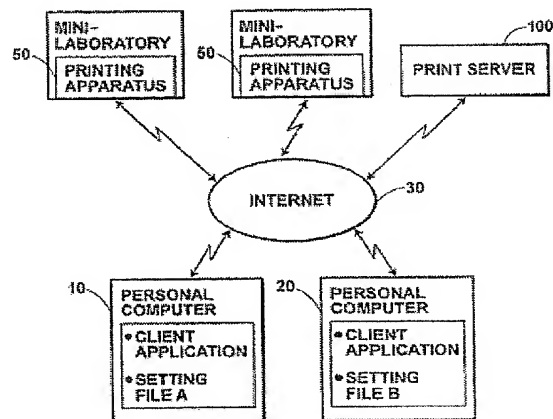 MINI-
LABORATORY
PRINTING
APPARATUS
50
MINI-
LABORATORY
PRINTING
APPARATUS
50
100
PRINT SERVER
INTERNET
30
10
PERSONAL
COMPUTER
• CLIENT
APPLICATION
• SETTING
FILE A
20
PERSONAL
COMPUTER
• CLIENT
APPLICATION
• SETTING
FILE B